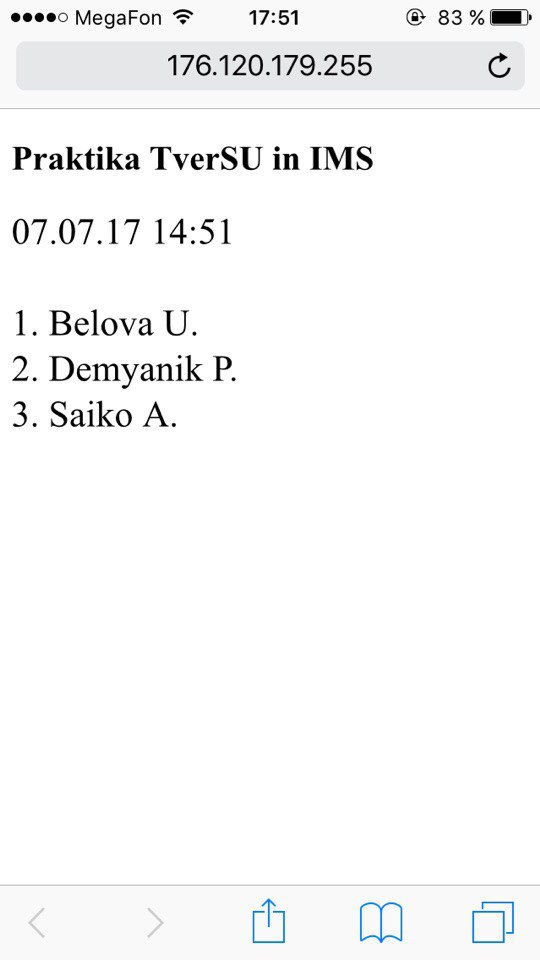 MegaFon 17:51 83 %
176.120.179.255
Praktika TverSU in IMS
07.07.17 14:51
1. Belova U.
2. Demyanik P.
3. Saiko A.